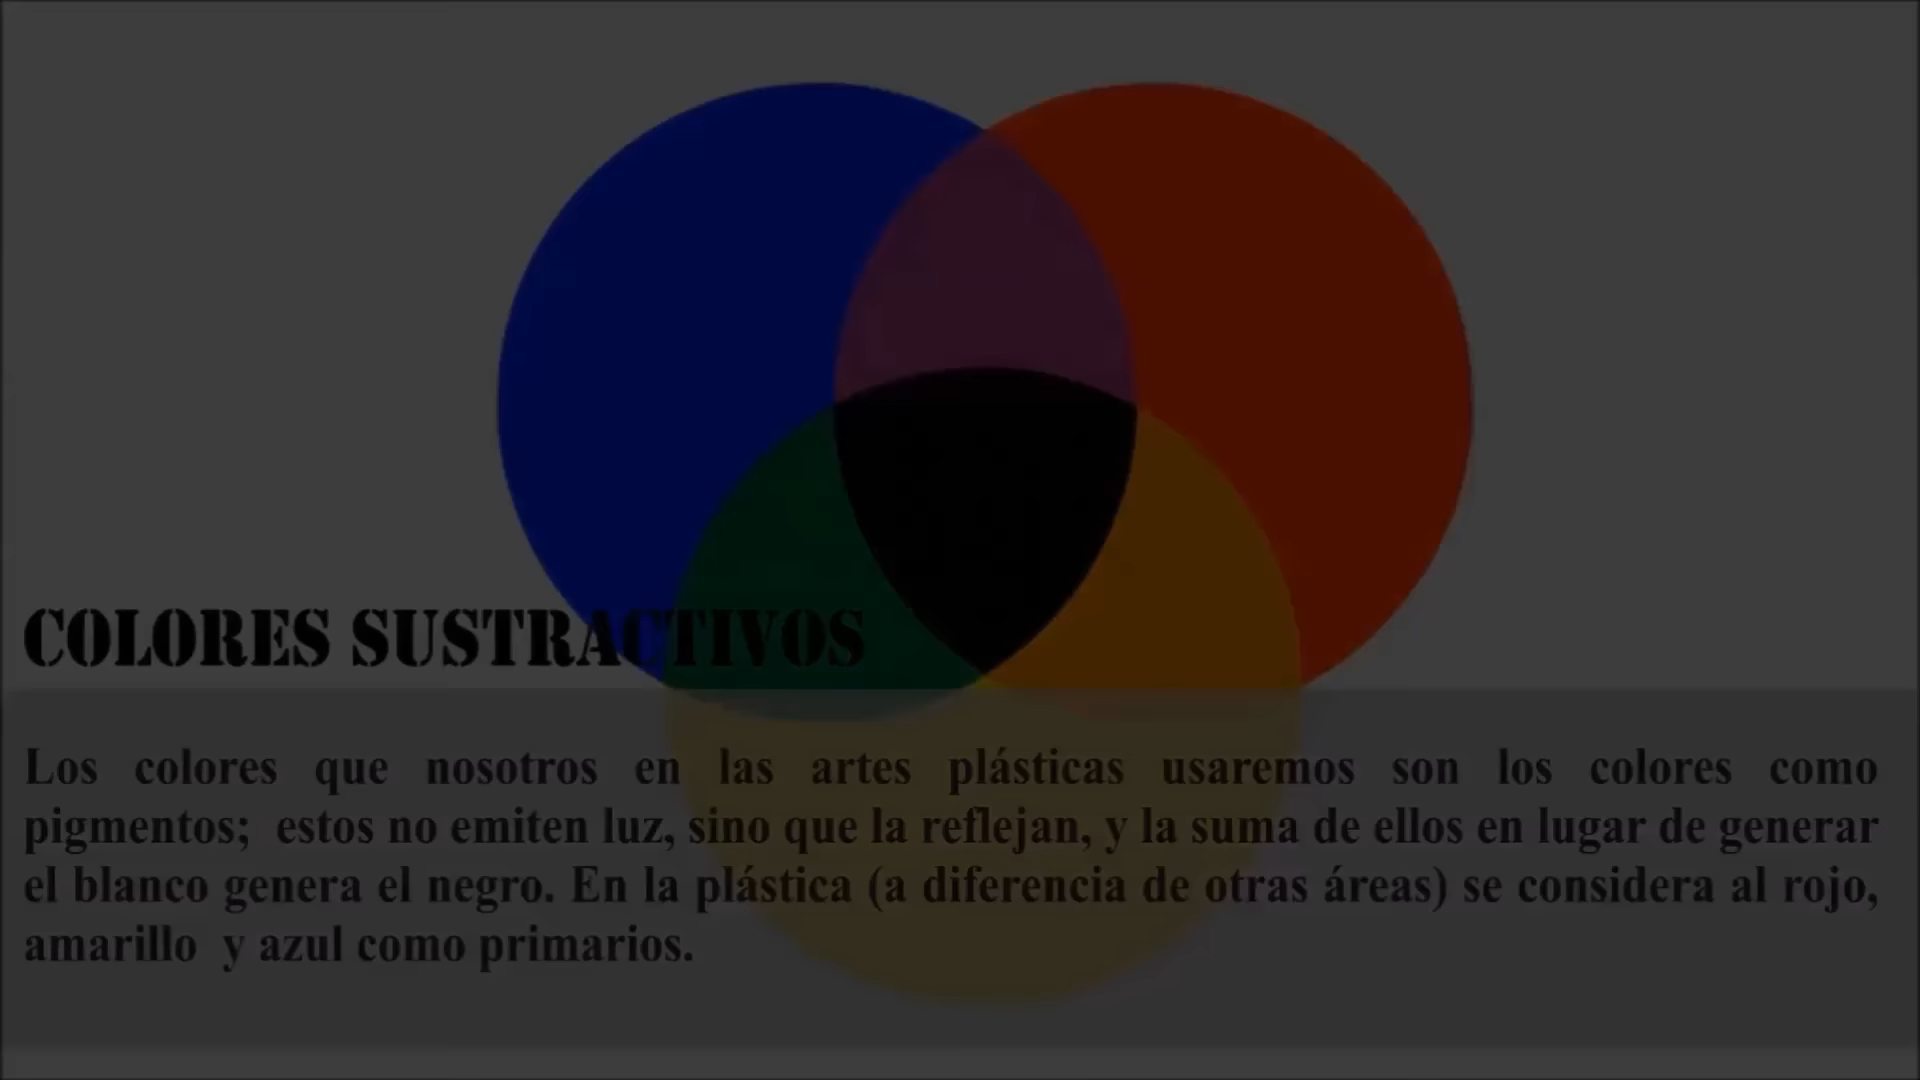 COLORES SUSTRACTIVOS
Los colores que nosotros en las artes plásticas usaremos son los colores como
pigmentos; estos no emiten luz, sino que la reflejan, y la suma de ellos en lugar de generar
el blanco genera el negro. En la plástica (a diferencia de otras áreas) se considera al rojo,
amarillo y azul como primarios.